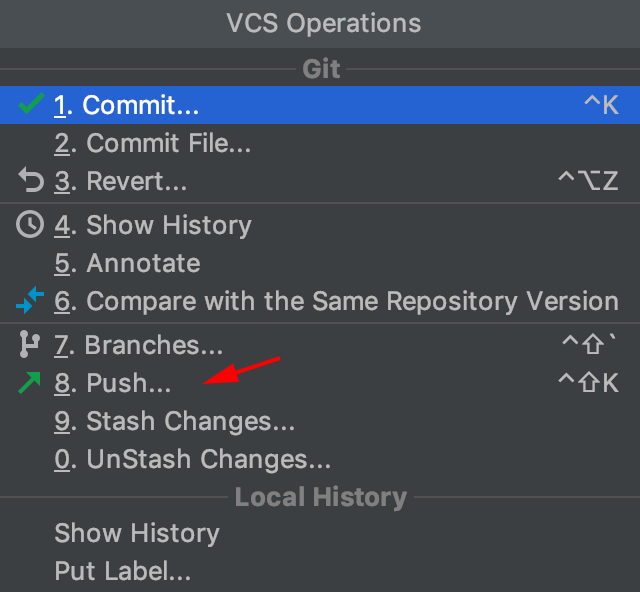 VCS Operations
Git
1. Commit... ^K
2. Commit File...
3. Revert... ^⌥Z
4. Show History
5. Annotate
6. Compare with the Same Repository Version
7. Branches... ^⇧`
8. Push... ^⇧K
9. Stash Changes...
0. UnStash Changes...
Local History
Show History
Put Label...